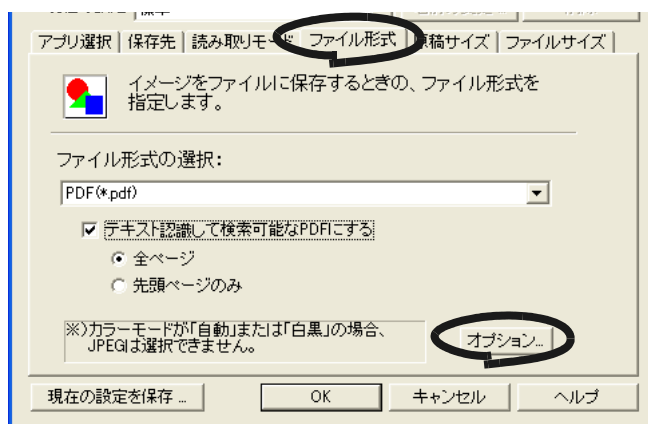 アプリ選択 保存先 読み取りモード ファイル形式 原稿サイズ ファイルサイズ
イメージをファイルに保存するときの、ファイル形式を
指定します。
ファイル形式の選択:
PDF(*.pdf)
テキスト認識して検索可能なPDFにする
全ページ
先頭ページのみ
※)カラーモードが「自動」または「白黒」の場合、
JPEGは選択できません。
オプション...
現在の設定を保存 ... OK キャンセル ヘルプ